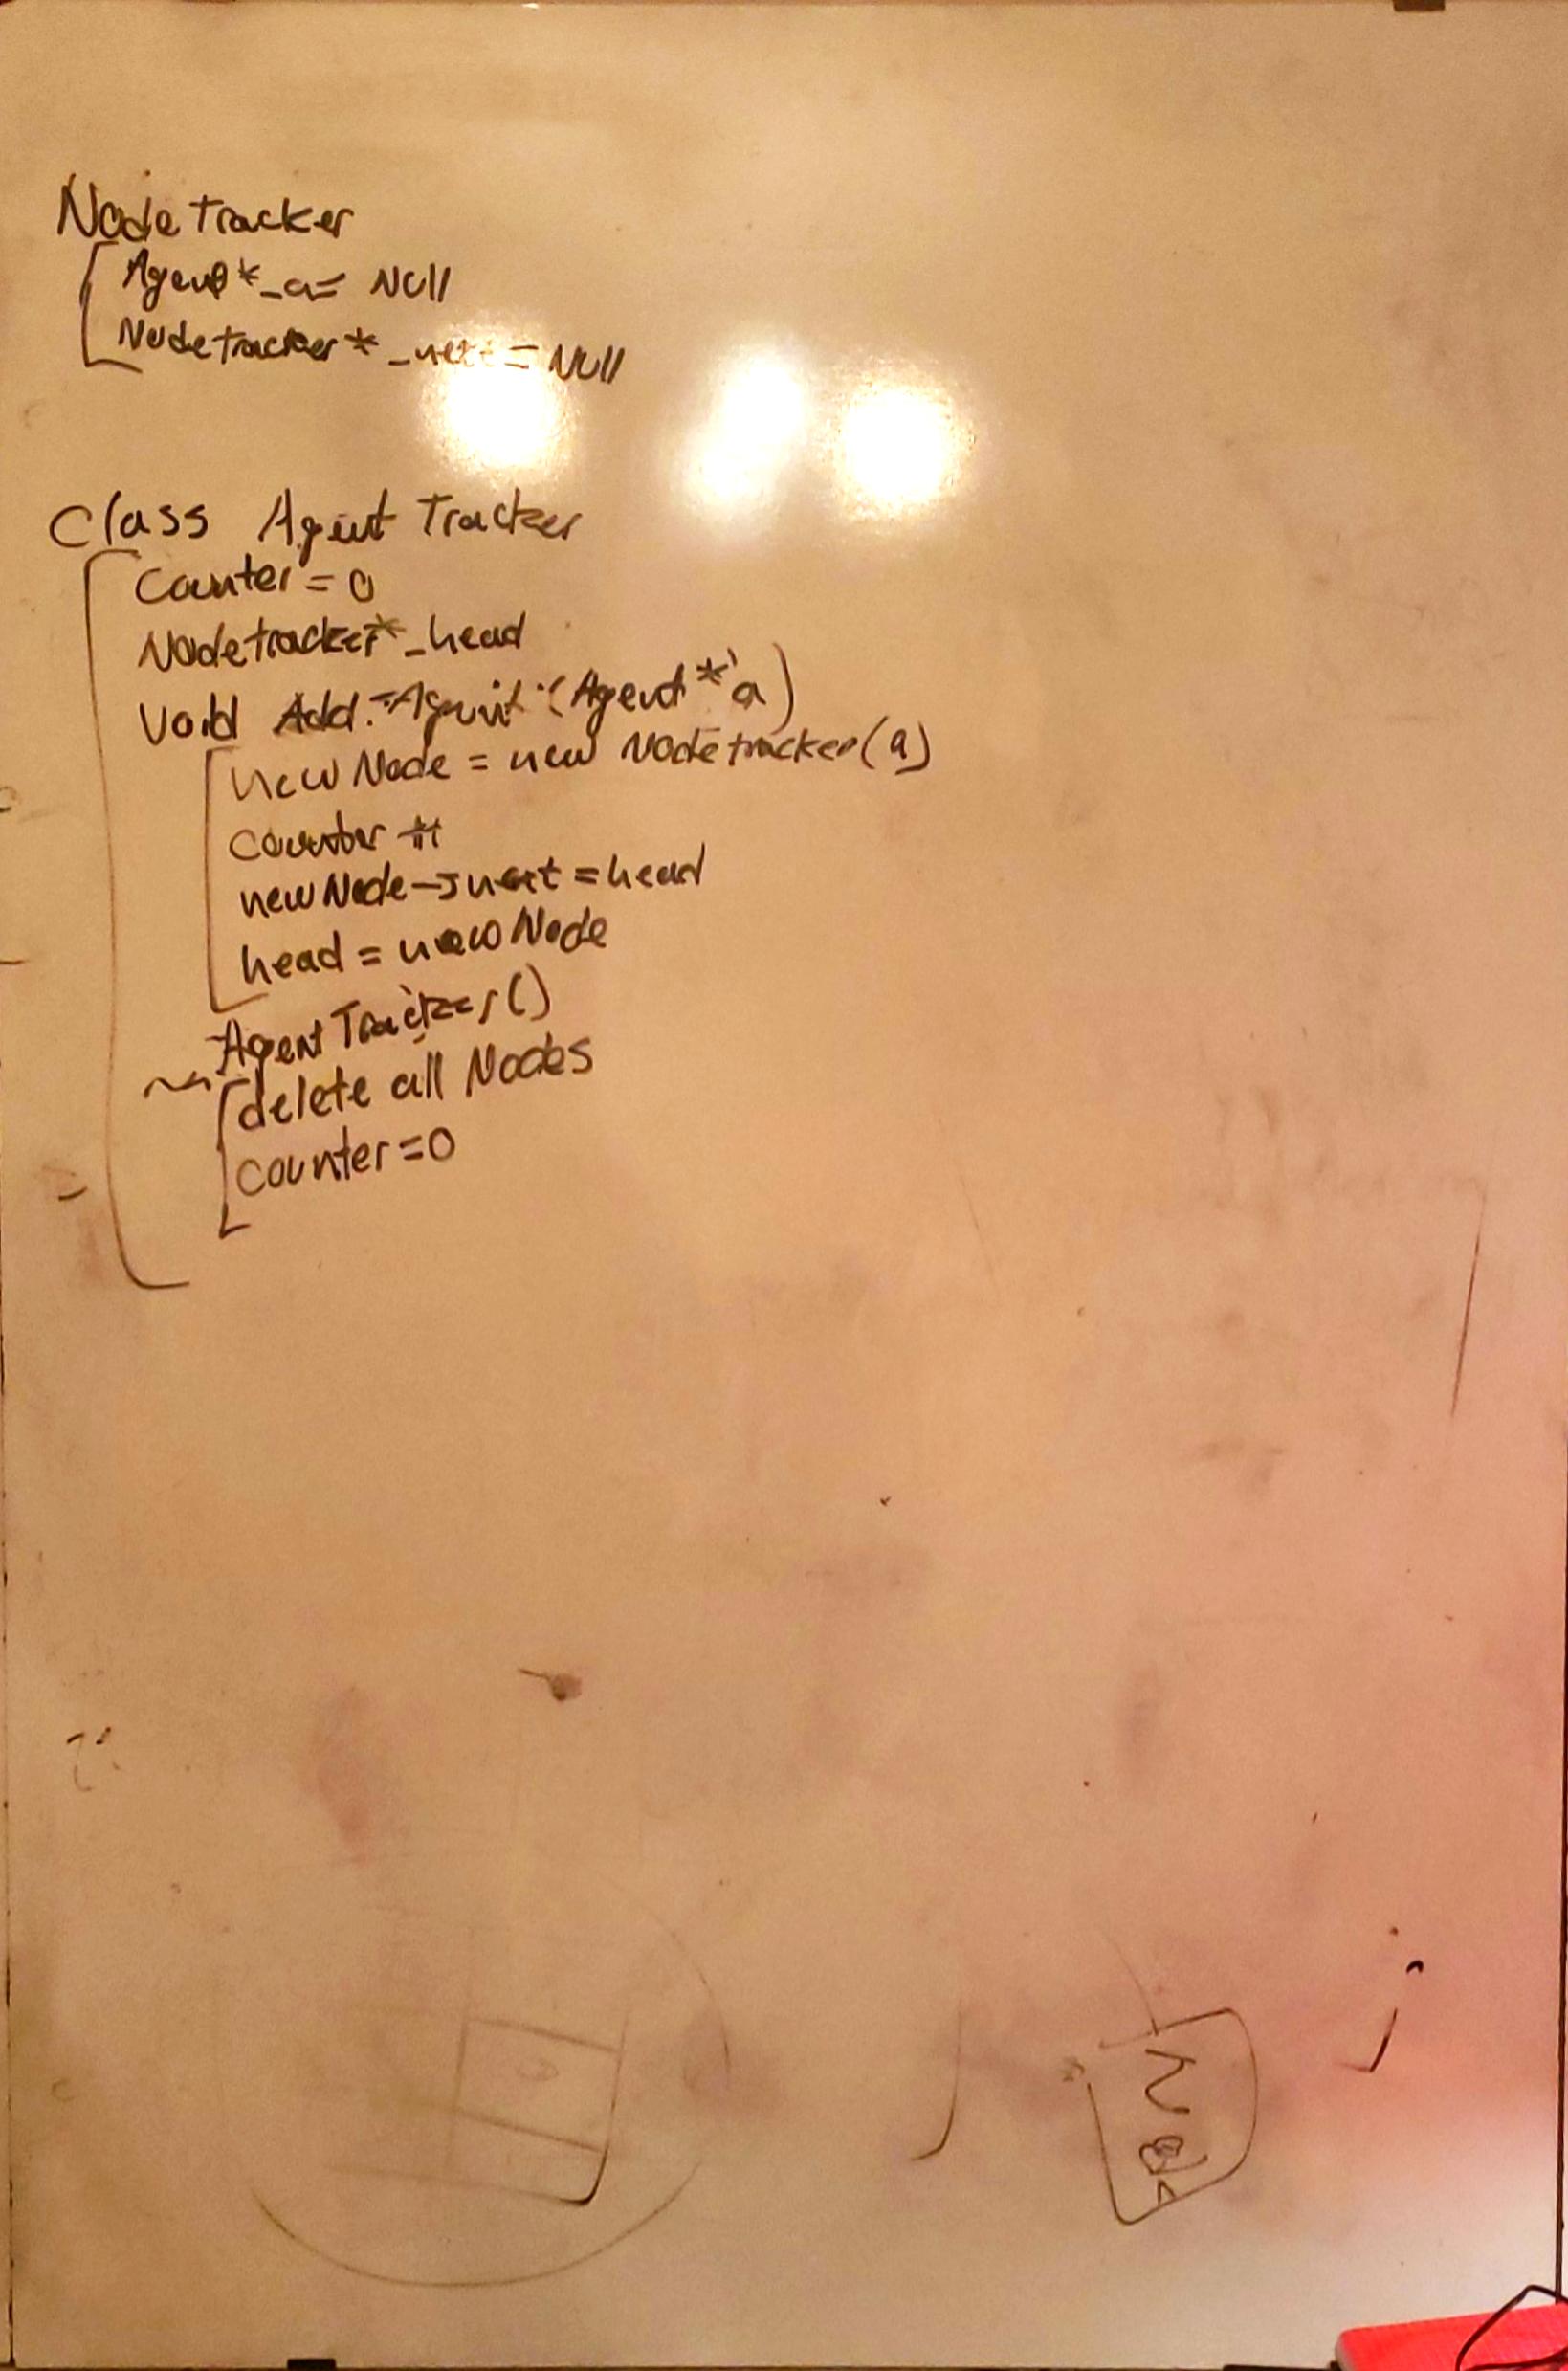 Nodetracker
Agent*_a= Null
Nodetracker*_next=Null
Class Agent Tracker
Counter=0
Nodetracker*_head
Void Add-Agent(Agent*a)
newNode = new Nodetracker(a)
counter++
newNode->next=head
head=newNode
~AgentTracker()
delete all Nodes
counter=0